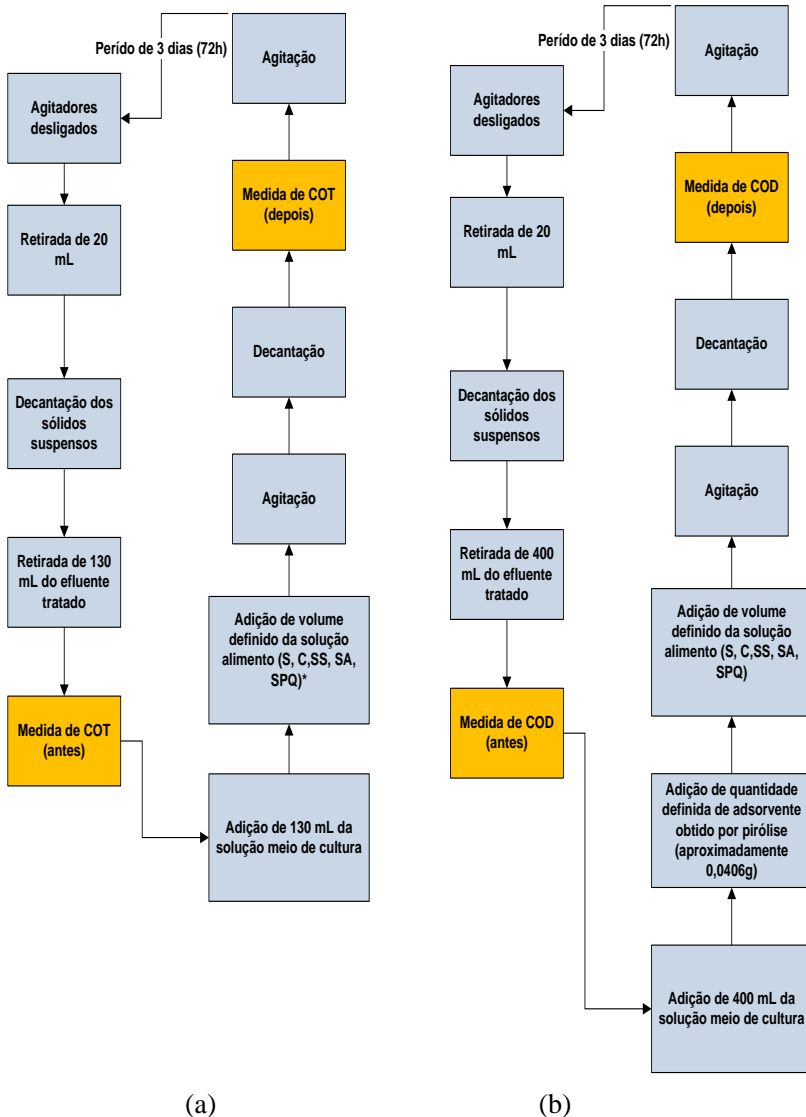 Perído de 3 dias (72h)
Agitação
Agitadores
desligados
Retirada de 20
mL
Decantação dos
sólidos
suspensos
Retirada de 130
mL do efluente
tratado
Medida de COT
(antes)
Adição de 130 mL da
solução meio de cultura
Adição de volume
definido da solução
alimento (S, C,SS, SA,
SPQ)*
Agitação
Decantação
Medida de COT
(depois)
(a)
Perído de 3 dias (72h)
Agitação
Agitadores
desligados
Retirada de 20
mL
Decantação dos
sólidos
suspensos
Retirada de 400
mL do efluente
tratado
Medida de COD
(antes)
Adição de 400 mL da
solução meio de cultura
Adição de quantidade
definida de adsorvente
obtido por pirólise
(aproximadamente
0,0406g)
Adição de volume
definido da solução
alimento (S, C,SS, SA,
SPQ)
Agitação
Decantação
Medida de COD
(depois)
(b)